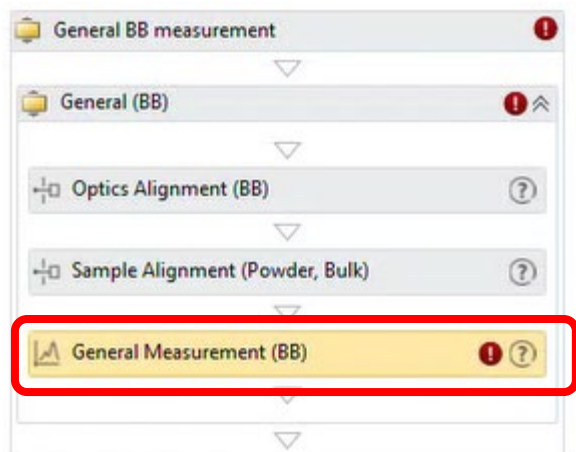 General BB measurement
General (BB)
Optics Alignment (BB)
Sample Alignment (Powder, Bulk)
General Measurement (BB)